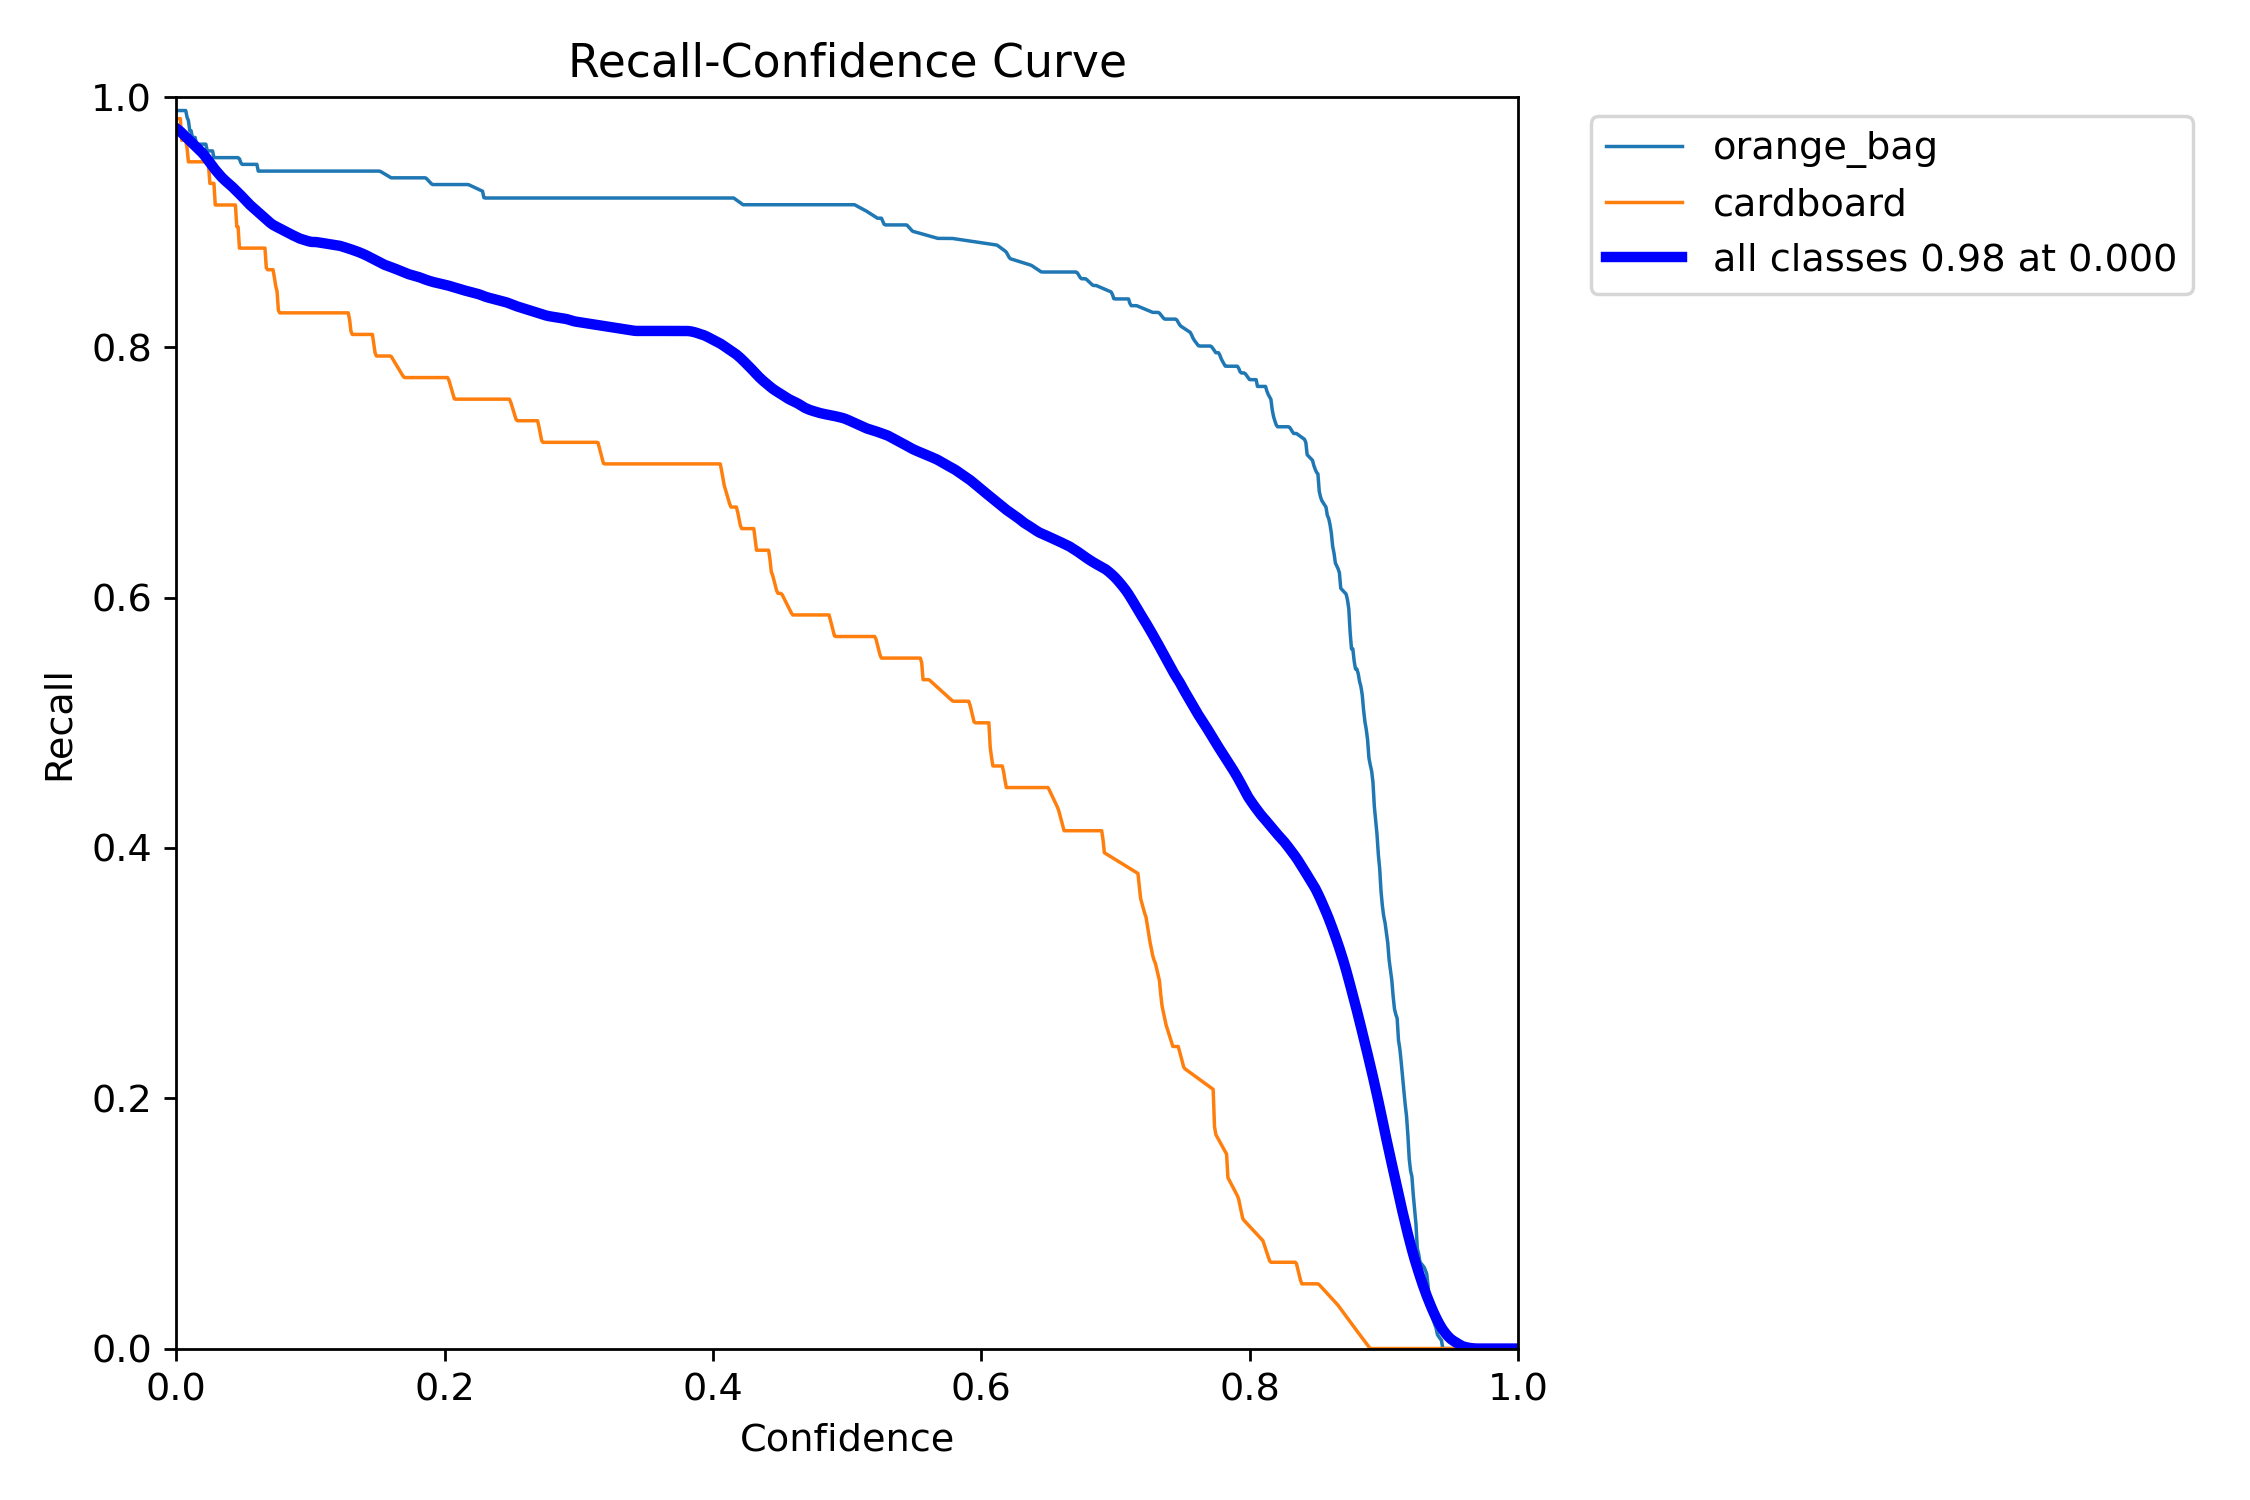 Recall-Confidence Curve
1.0
0.8
0.6
0.4
0.2
0.0
Recall
0.0 0.2 0.4 0.6 0.8 1.0
Confidence
orange_bag
cardboard
all classes 0.98 at 0.000